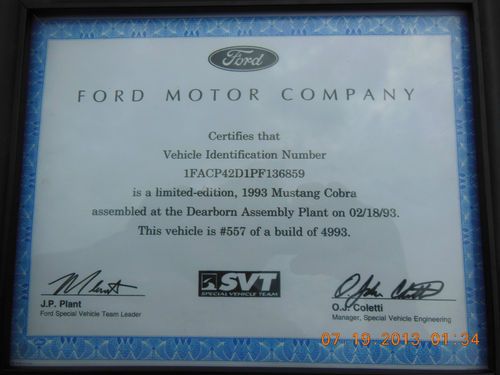 Ford
FORD MOTOR COMPANY
Certifies that
Vehicle Identification Number
1FACP42D1PF136859
is a limited-edition, 1993 Mustang Cobra
assembled at the Dearborn Assembly Plant on 02/18/93.
This vehicle is #557 of a build of 4993.
SVT
SPECIAL VEHICLE TEAM
J.P. Plant
Ford Special Vehicle Team Leader
O.J. Coletti
Manager, Special Vehicle Engineering
07 19 2013 01:34